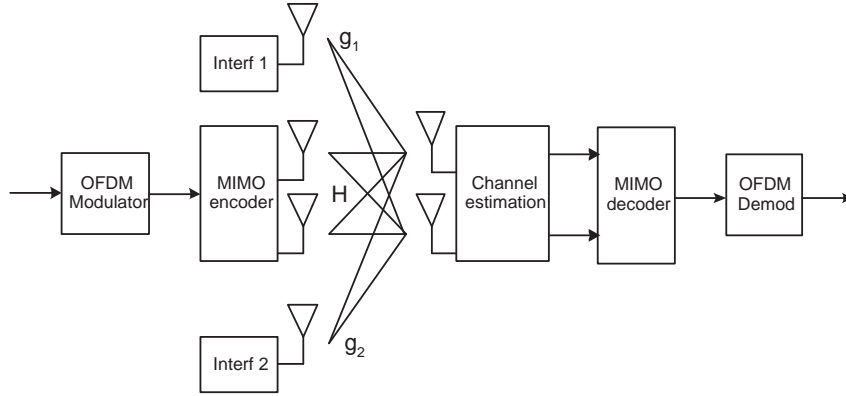 g1
Interf 1
OFDM
Modulator
MIMO
encoder
H
Channel
estimation
MIMO
decoder
OFDM
Demod
g2
Interf 2